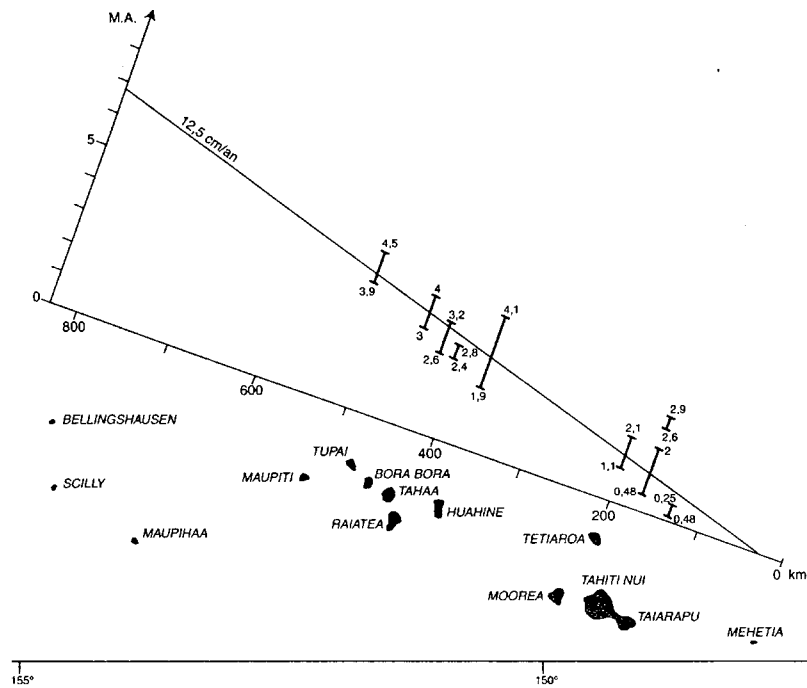 M.A.
12,5 cm/an
5
0
4,5
3,9
4
3
3,2
2,6
2,8
2,4
4,1
1,9
2,9
2,6
2,1
1,1
2
0,48
0,25
0,48
800
600
400
200
0 km
BELLINGSHAUSEN
SCILLY
MAUPIHAA
TUPAI
MAUPITI
BORA BORA
TAHAA
RAIATEA
HUAHINE
TETIAROA
MOOREA
TAHITI NUI
TAIARAPU
MEHETIA
155°
150°